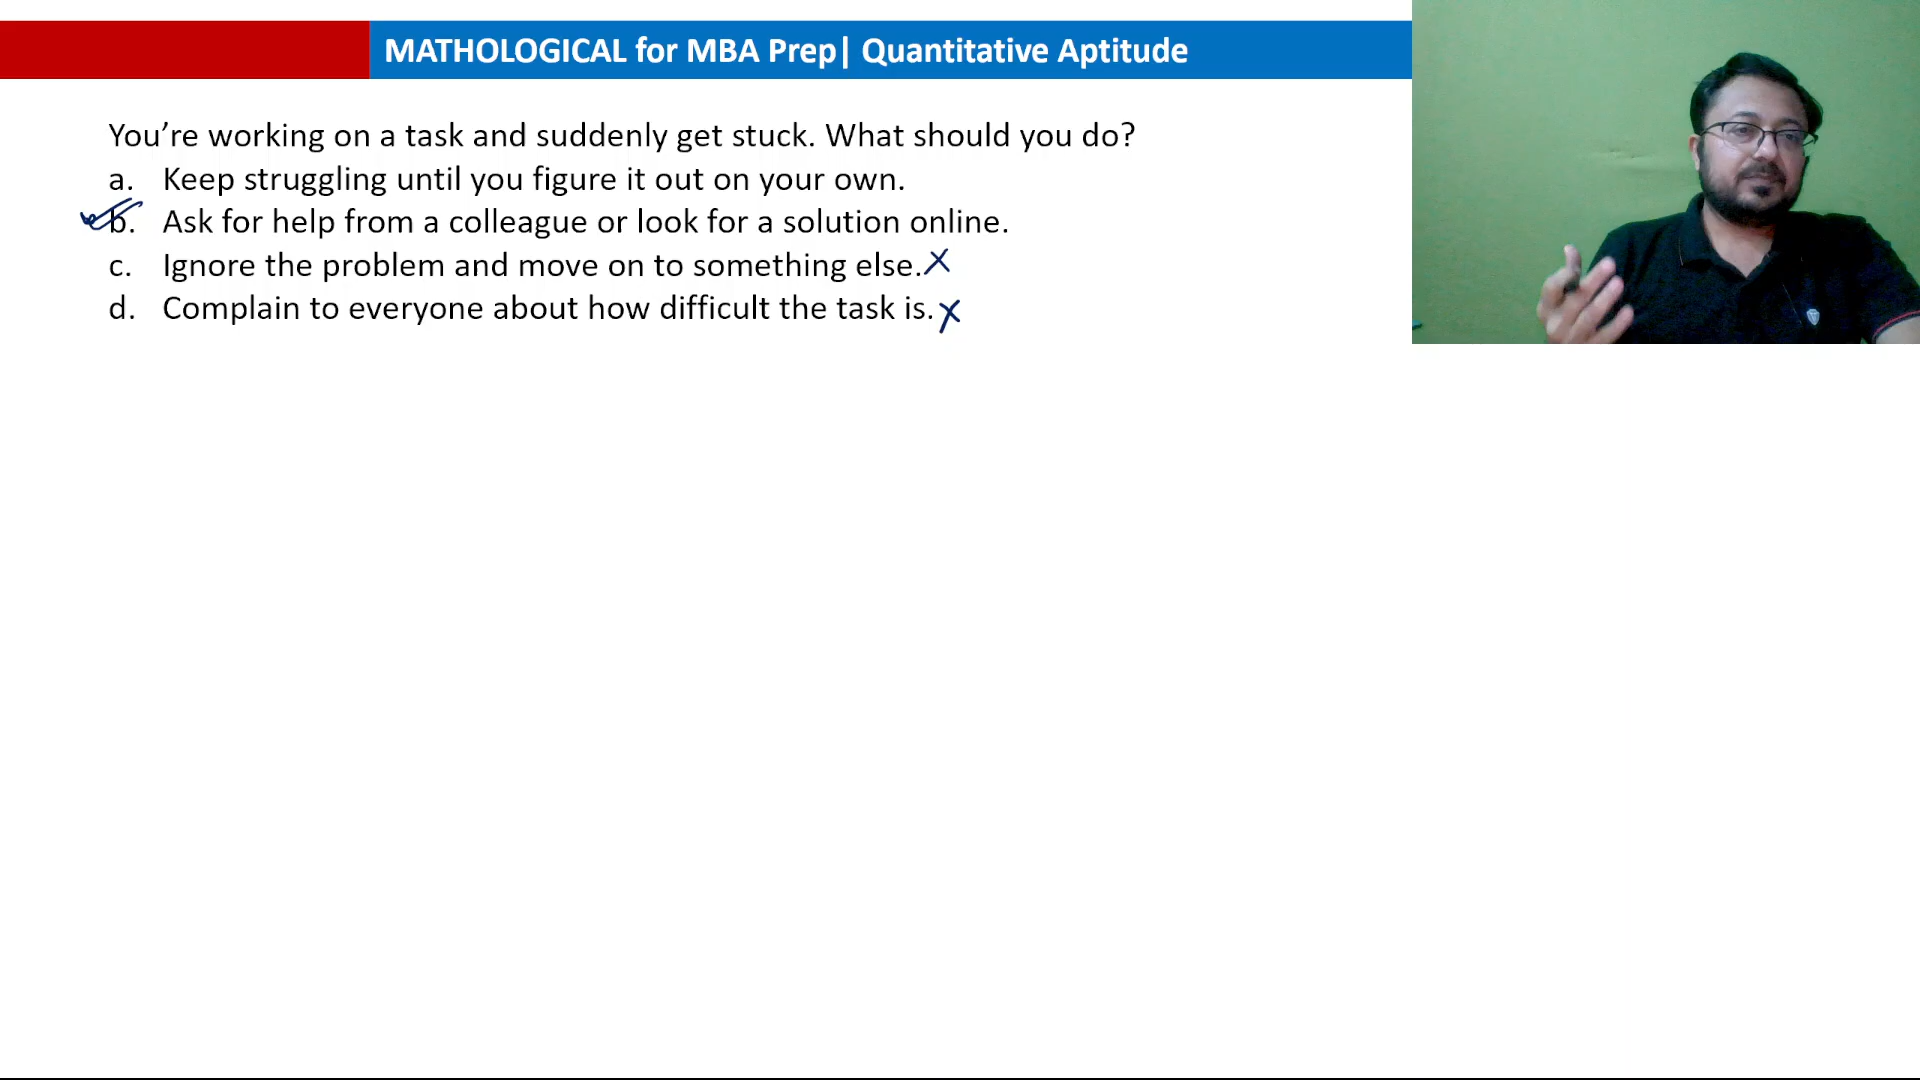 MATHOLOGICAL for MBA Prep| Quantitative Aptitude
You’re working on a task and suddenly get stuck. What should you do?
a. Keep struggling until you figure it out on your own.
b. Ask for help from a colleague or look for a solution online.
c. Ignore the problem and move on to something else.
d. Complain to everyone about how difficult the task is.